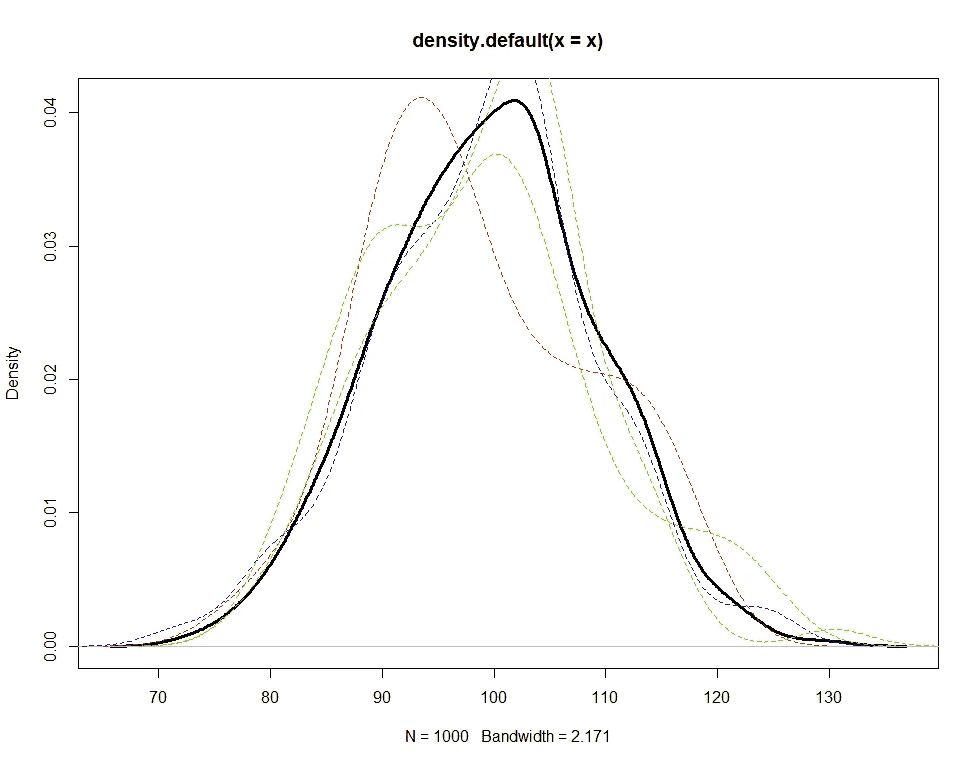 density.default(x = x)
Density
0.04
0.03
0.02
0.01
0.00
70 80 90 100 110 120 130
N = 1000 Bandwidth = 2.171